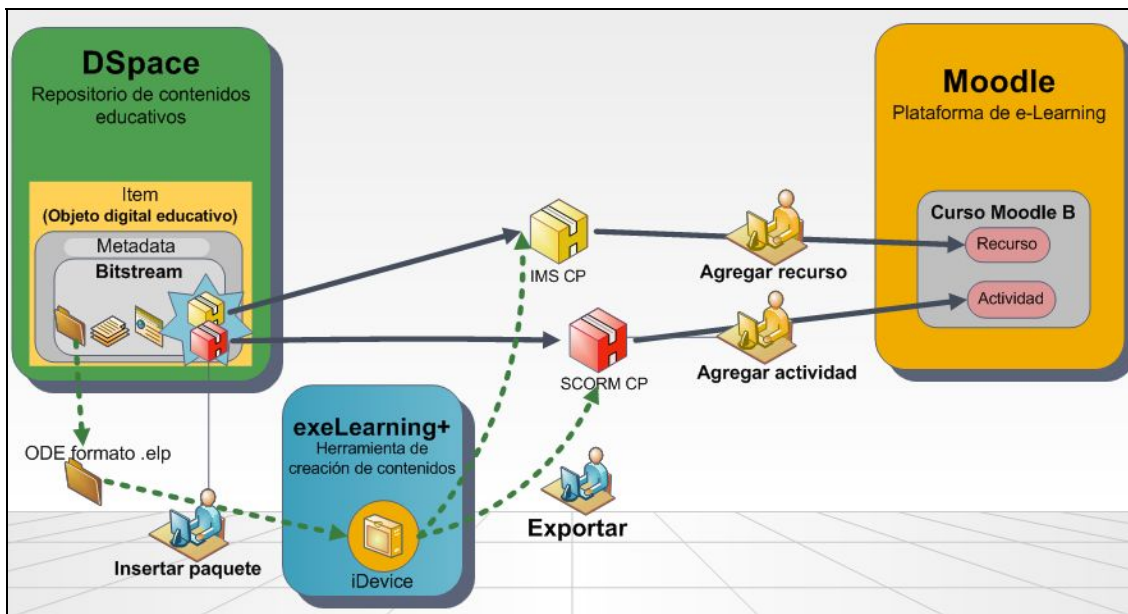 DSpace
Repositorio de contenidos
educativos
Item
(Objeto digital educativo)
Metadata
Bitstream
ODE formato .elp
Insertar paquete
exeLearning+
Herramienta de
creación de contenidos
iDevice
IMS CP
SCORM CP
Exportar
Agregar recurso
Agregar actividad
Moodle
Plataforma de e-Learning
Curso Moodle B
Recurso
Actividad